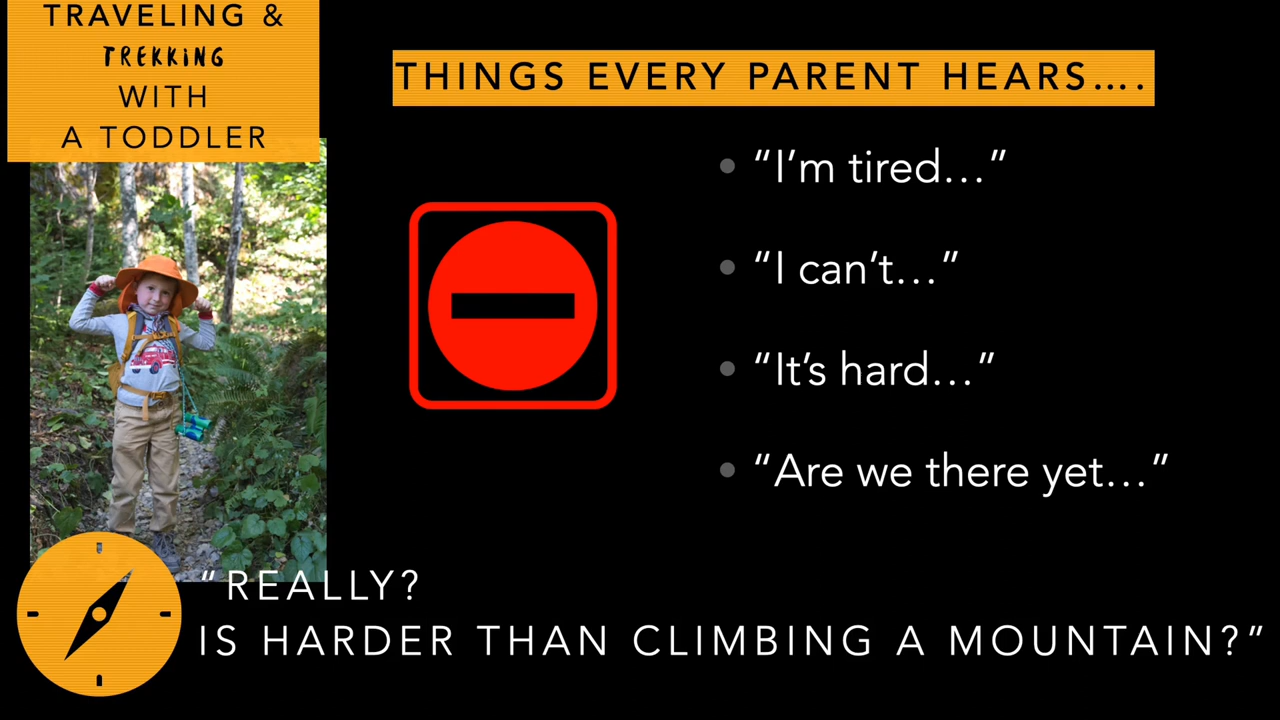 TRAVELING &
TREKKING
WITH
A TODDLER
THINGS EVERY PARENT HEARS....
“I’m tired…”
“I can’t…”
“It’s hard…”
“Are we there yet…”
“REALLY?
IS HARDER THAN CLIMBING A MOUNTAIN?”